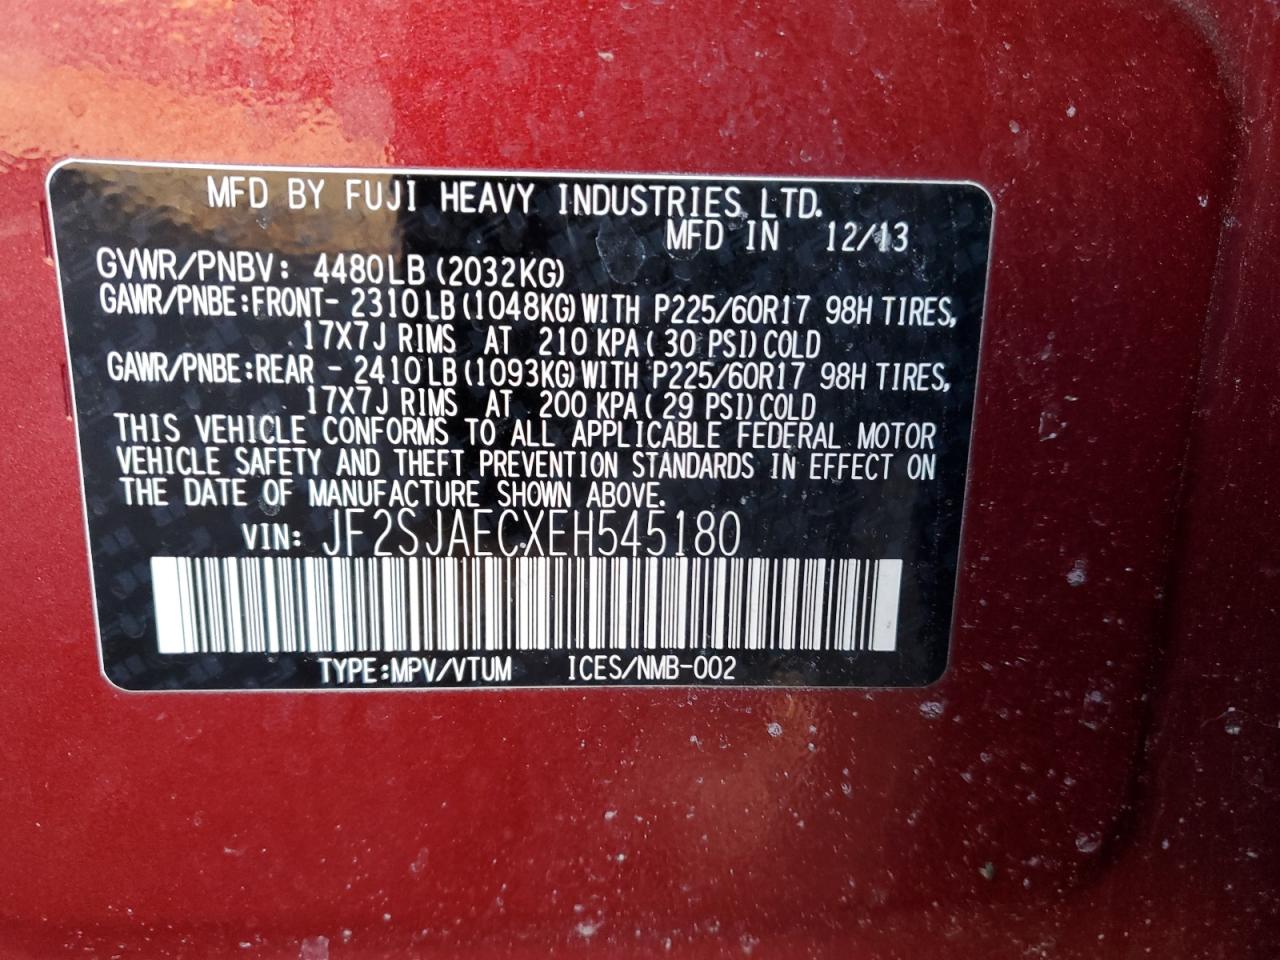 MFD BY FUJI HEAVY INDUSTRIES LTD.
MFD IN 12/13
GVWR/PNBV: 4480LB (2032KG)
GAWR/PNBE:FRONT- 2310LB (1048KG) WITH P225/60R17 98H TIRES,
17X7J RIMS AT 210 KPA ( 30 PSI) COLD
GAWR/PNBE:REAR - 2410LB (1093KG) WITH P225/60R17 98H TIRES,
17X7J RIMS AT 200 KPA ( 29 PSI) COLD
THIS VEHICLE CONFORMS TO ALL APPLICABLE FEDERAL MOTOR
VEHICLE SAFETY AND THEFT PREVENTION STANDARDS IN EFFECT ON
THE DATE OF MANUFACTURE SHOWN ABOVE.
VIN: JF2SJAECXEH545180
TYPE:MPV/VTUM ICES/NMB-002